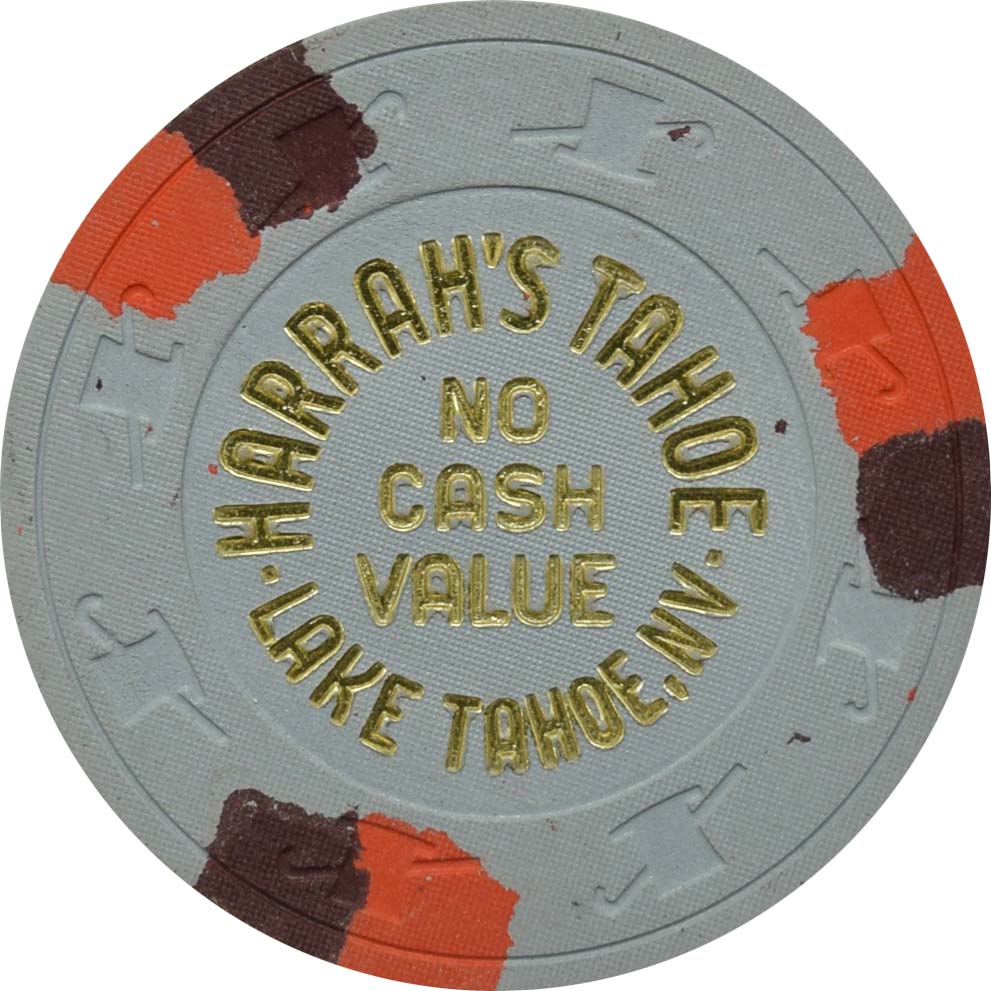 HARRAH'S TAHOE
NO
CASH
VALUE
· LAKE TAHOE, NV ·